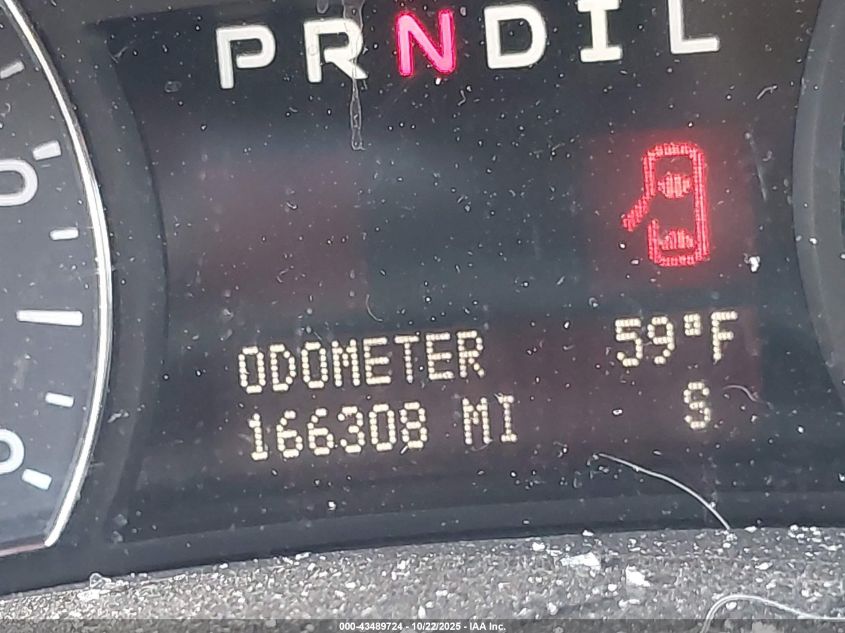 PRNDIL
ODOMETER 59°F
166308 MI S
000-43489724 - 10/22/2025 - IAA Inc.